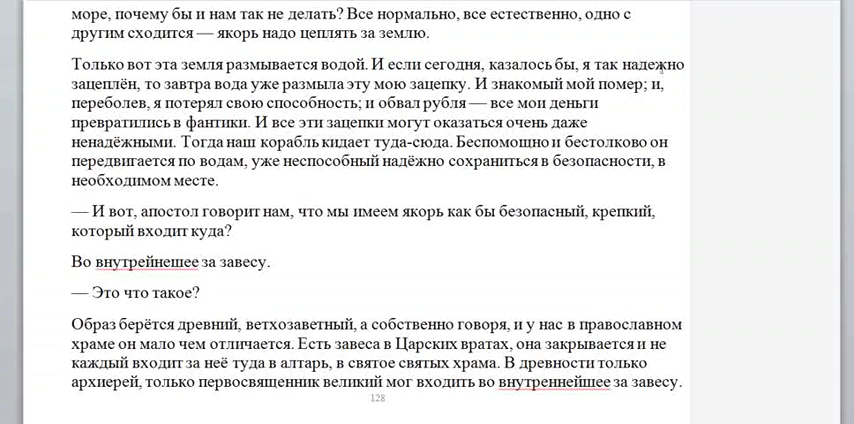 море, почему бы и нам так не делать? Все нормально, все естественно, одно с
другим сходится — якорь надо цеплять за землю.
Только вот эта земля размывается водой. И если сегодня, казалось бы, я так надежно
зацеплён, то завтра вода уже размыла эту мою зацепку. И знакомый мой помер; и,
переболев, я потерял свою способность; и обвал рубля — все мои деньги
превратились в фантики. И все эти зацепки могут оказаться очень даже
ненадёжными. Тогда наш корабль кидает туда-сюда. Беспомощно и бестолково он
передвигается по водам, уже неспособный надёжно сохраниться в безопасности, в
необходимом месте.
— И вот, апостол говорит нам, что мы имеем якорь как бы безопасный, крепкий,
который входит куда?
Во внутрейнешее за завесу.
— Это что такое?
Образ берётся древний, ветхозаветный, а собственно говоря, и у нас в православном
храме он мало чем отличается. Есть завеса в Царских вратах, она закрывается и не
каждый входит за неё туда в алтарь, в святое святых храма. В древности только
архиерей, только первосвященник великий мог входить во внутреннейшее за завесу.
128